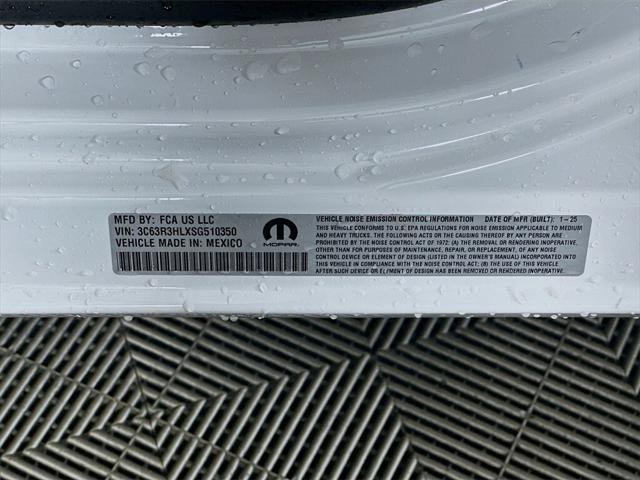 MFD BY: FCA US LLC
VIN: 3C63R3HLXSG510350
VEHICLE MADE IN: MEXICO
MOPAR
VEHICLE NOISE EMISSION CONTROL INFORMATION DATE OF MFR (BUILT): 1-25
THIS VEHICLE CONFORMS TO U.S. EPA REGULATIONS FOR NOISE EMISSION APPLICABLE TO MEDIUM
AND HEAVY TRUCKS. THE FOLLOWING ACTS OR THE CAUSING THEREOF BY ANY PERSON ARE
PROHIBITED BY THE NOISE CONTROL ACT OF 1972: (A) THE REMOVAL OR RENDERING INOPERATIVE,
OTHER THAN FOR PURPOSES OF MAINTENANCE, REPAIR, OR REPLACEMENT, OF ANY NOISE
CONTROL DEVICE OR ELEMENT OF DESIGN (LISTED IN THE OWNER'S MANUAL) INCORPORATED INTO
THIS VEHICLE IN COMPLIANCE WITH THE NOISE CONTROL ACT; (B) THE USE OF THIS VEHICLE
AFTER SUCH DEVICE OR ELEMENT OF DESIGN HAS BEEN REMOVED OR RENDERED INOPERATIVE.